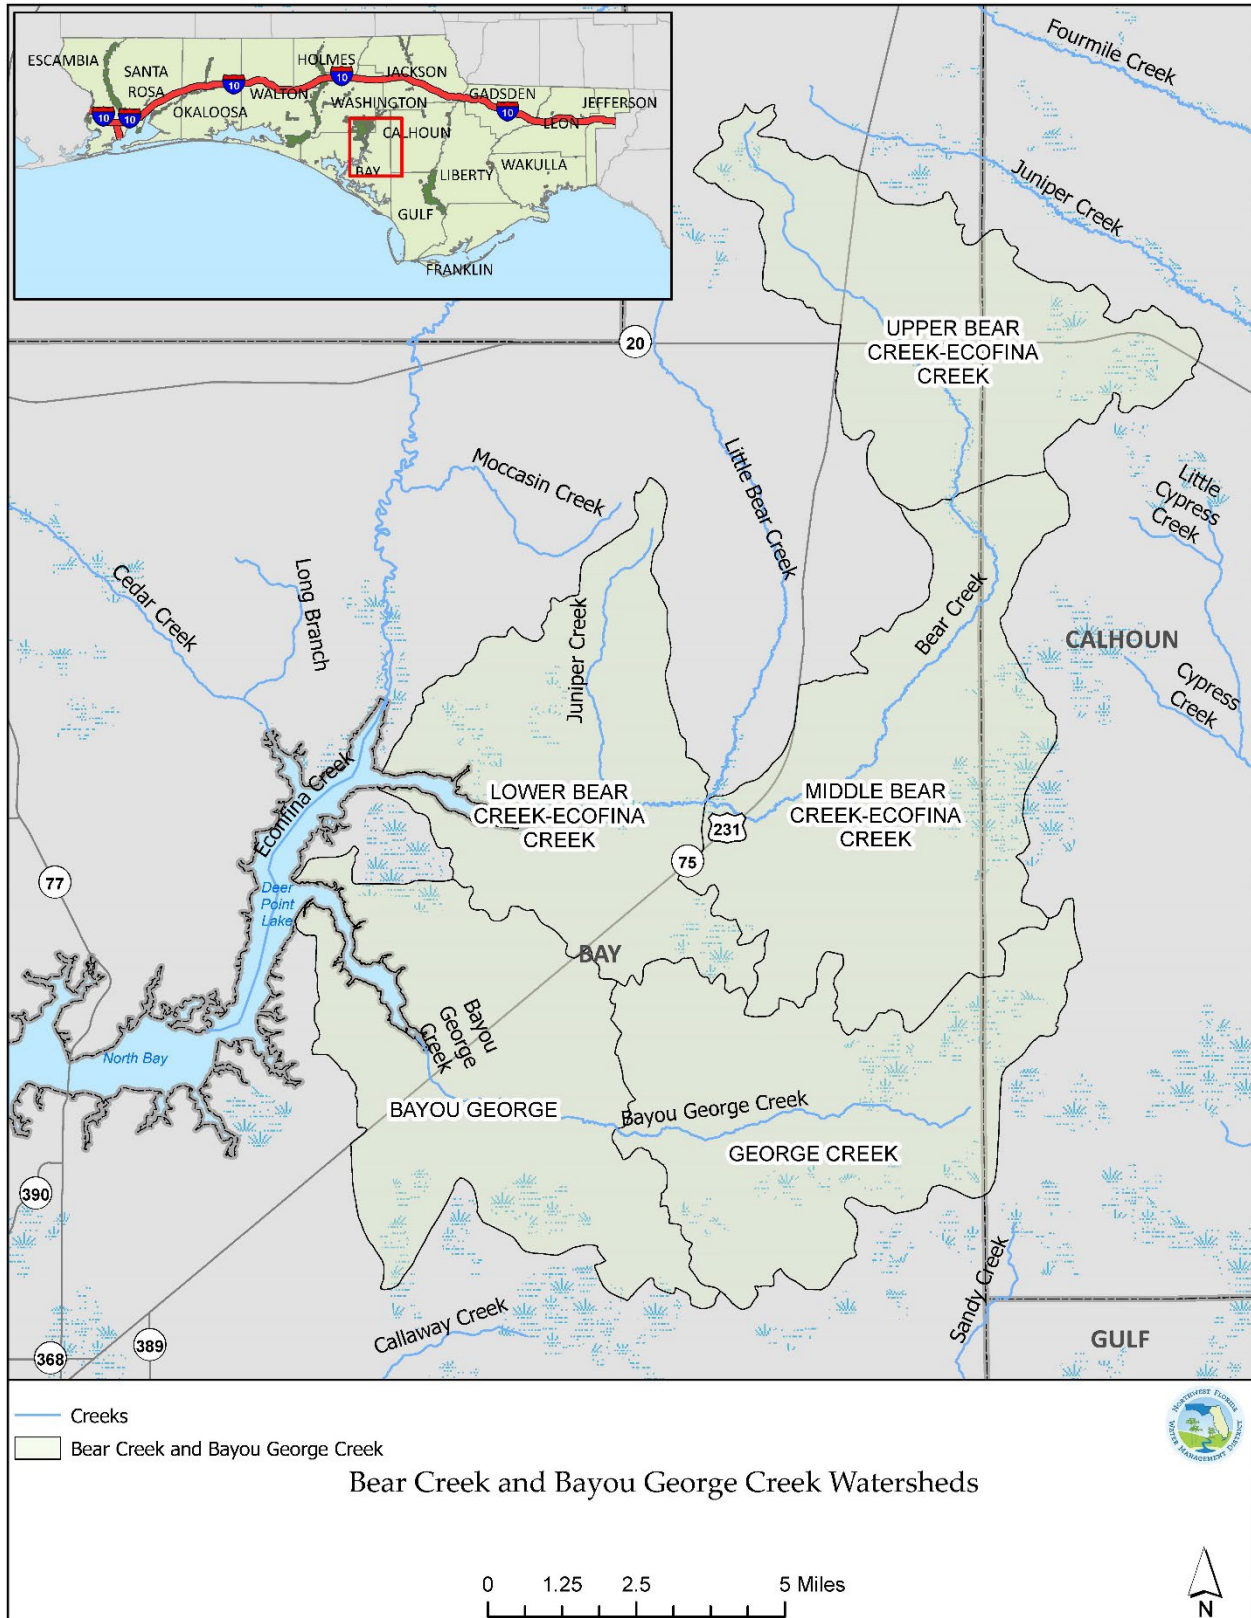 ESCAMBIA
SANTA
ROSA
OKALOOSA
WALTON
HOLMES
JACKSON
WASHINGTON
GADSDEN
JEFFERSON
LEON
CALHOUN
WAKULLA
LIBERTY
BAY
GULF
FRANKLIN
10
10
10
10
10
Fourmile Creek
Juniper Creek
UPPER BEAR
CREEK-ECOFINA
CREEK
20
Moccasin Creek
Little Bear Creek
Little
Cypress
Creek
Cedar Creek
Long Branch
Juniper Creek
Bear Creek
CALHOUN
Cypress
Creek
Econfina Creek
LOWER BEAR
CREEK-ECOFINA
CREEK
MIDDLE BEAR
CREEK-ECOFINA
CREEK
231
75
77
Deer
Point
Lake
BAY
Bayou
George
Creek
North Bay
BAYOU GEORGE
Bayou George Creek
GEORGE CREEK
390
Sandy Creek
Callaway Creek
GULF
368
389
Creeks
Bear Creek and Bayou George Creek
NORTHWEST FLORIDA
WATER MANAGEMENT DISTRICT
Bear Creek and Bayou George Creek Watersheds
0 1.25 2.5 5 Miles
N